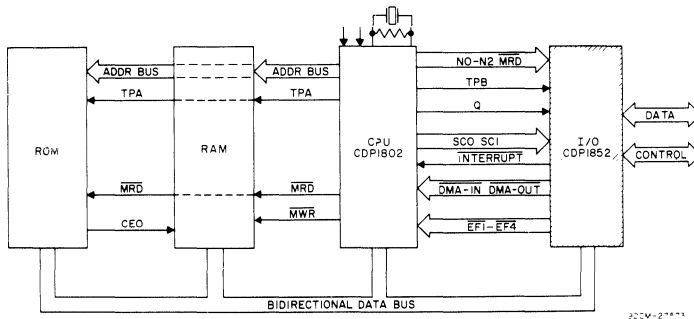 ADDR BUS
ADDR BUS
NO-N2 MRD
TPA
TPA
TPB
Q
ROM
RAM
CPU
CDP1802
SCO SCI
I/O
CDP1852
DATA
CONTROL
INTERRUPT
MRD
MRD
DMA-IN DMA-OUT
MWR
CEO
EF1-EF4
BIDIRECTIONAL DATA BUS